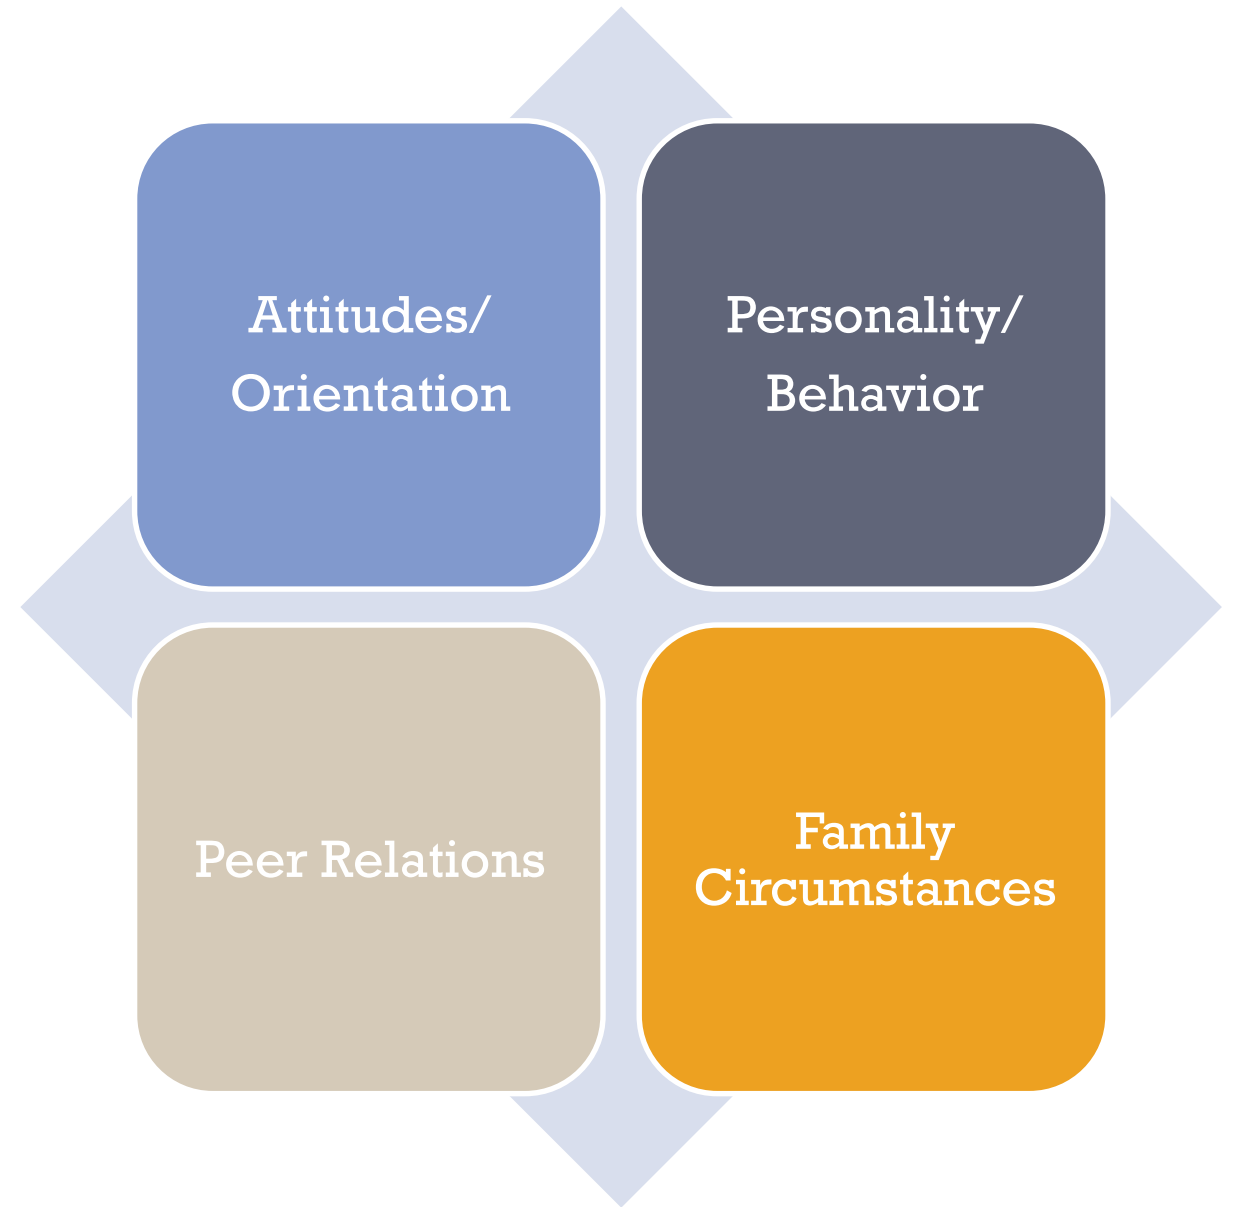 Attitudes/
Orientation
Personality/
Behavior
Peer Relations
Family
Circumstances